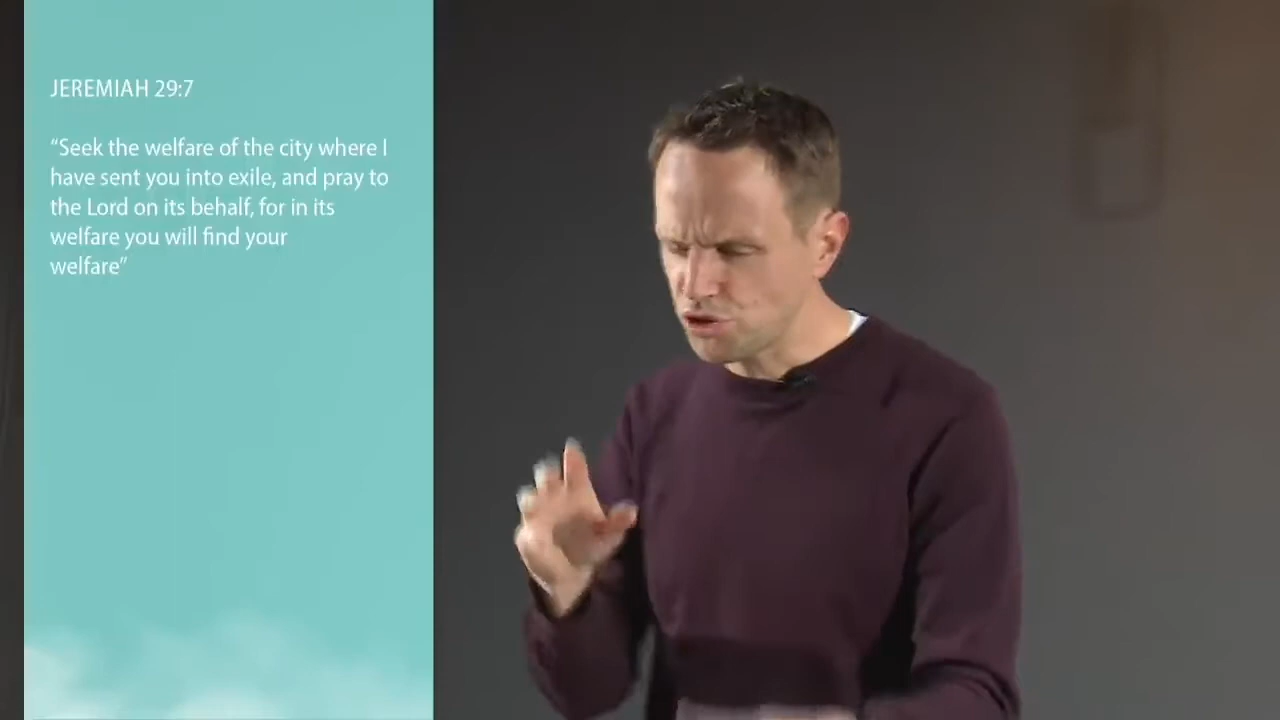 JEREMIAH 29:7
“Seek the welfare of the city where I
have sent you into exile, and pray to
the Lord on its behalf, for in its
welfare you will find your
welfare”